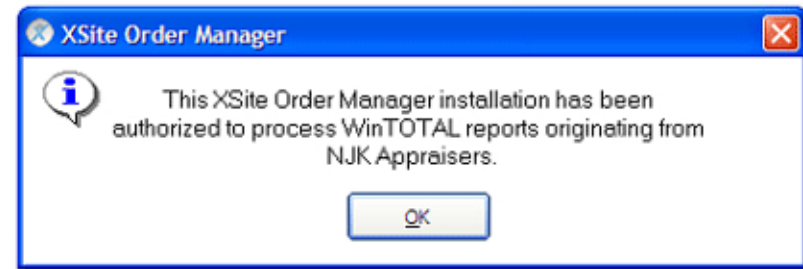 XSite Order Manager
This XSite Order Manager installation has been
authorized to process WinTOTAL reports originating from
NJK Appraisers.
OK